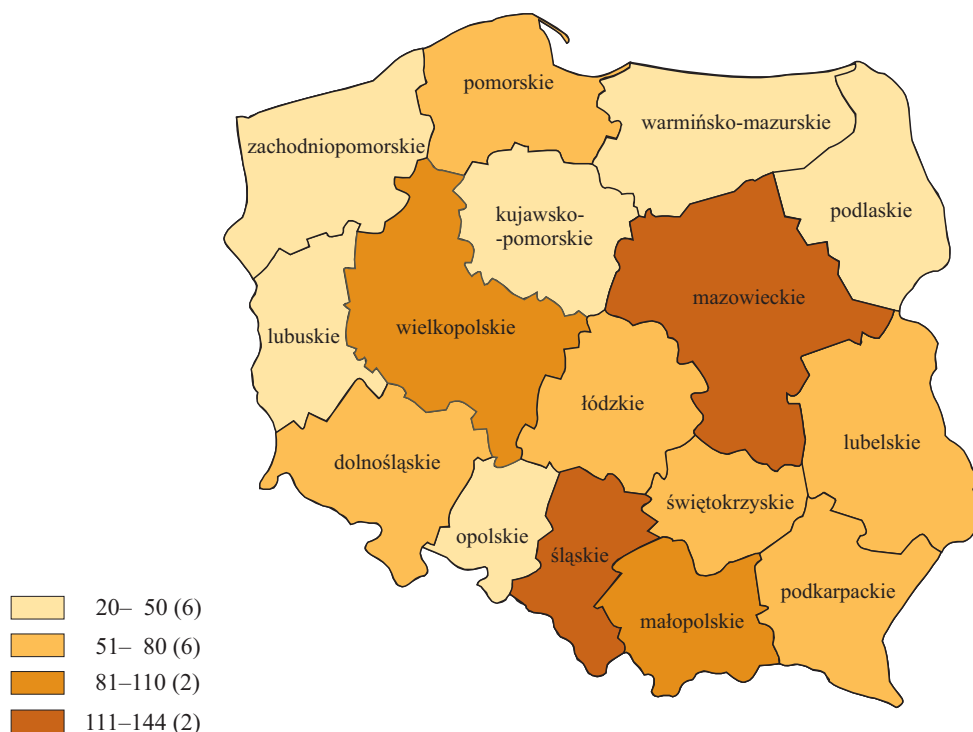 pomorskie
warmińsko-mazurskie
zachodniopomorskie
podlaskie
kujawsko-
-pomorskie
mazowieckie
wielkopolskie
lubuskie
łódzkie
lubelskie
dolnośląskie
świętokrzyskie
opolskie
śląskie
podkarpackie
małopolskie
20– 50 (6)
51– 80 (6)
81–110 (2)
111–144 (2)